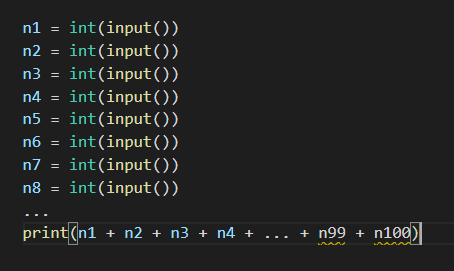 n1 = int(input())
n2 = int(input())
n3 = int(input())
n4 = int(input())
n5 = int(input())
n6 = int(input())
n7 = int(input())
n8 = int(input())
...
print(n1 + n2 + n3 + n4 + ... + n99 + n100)